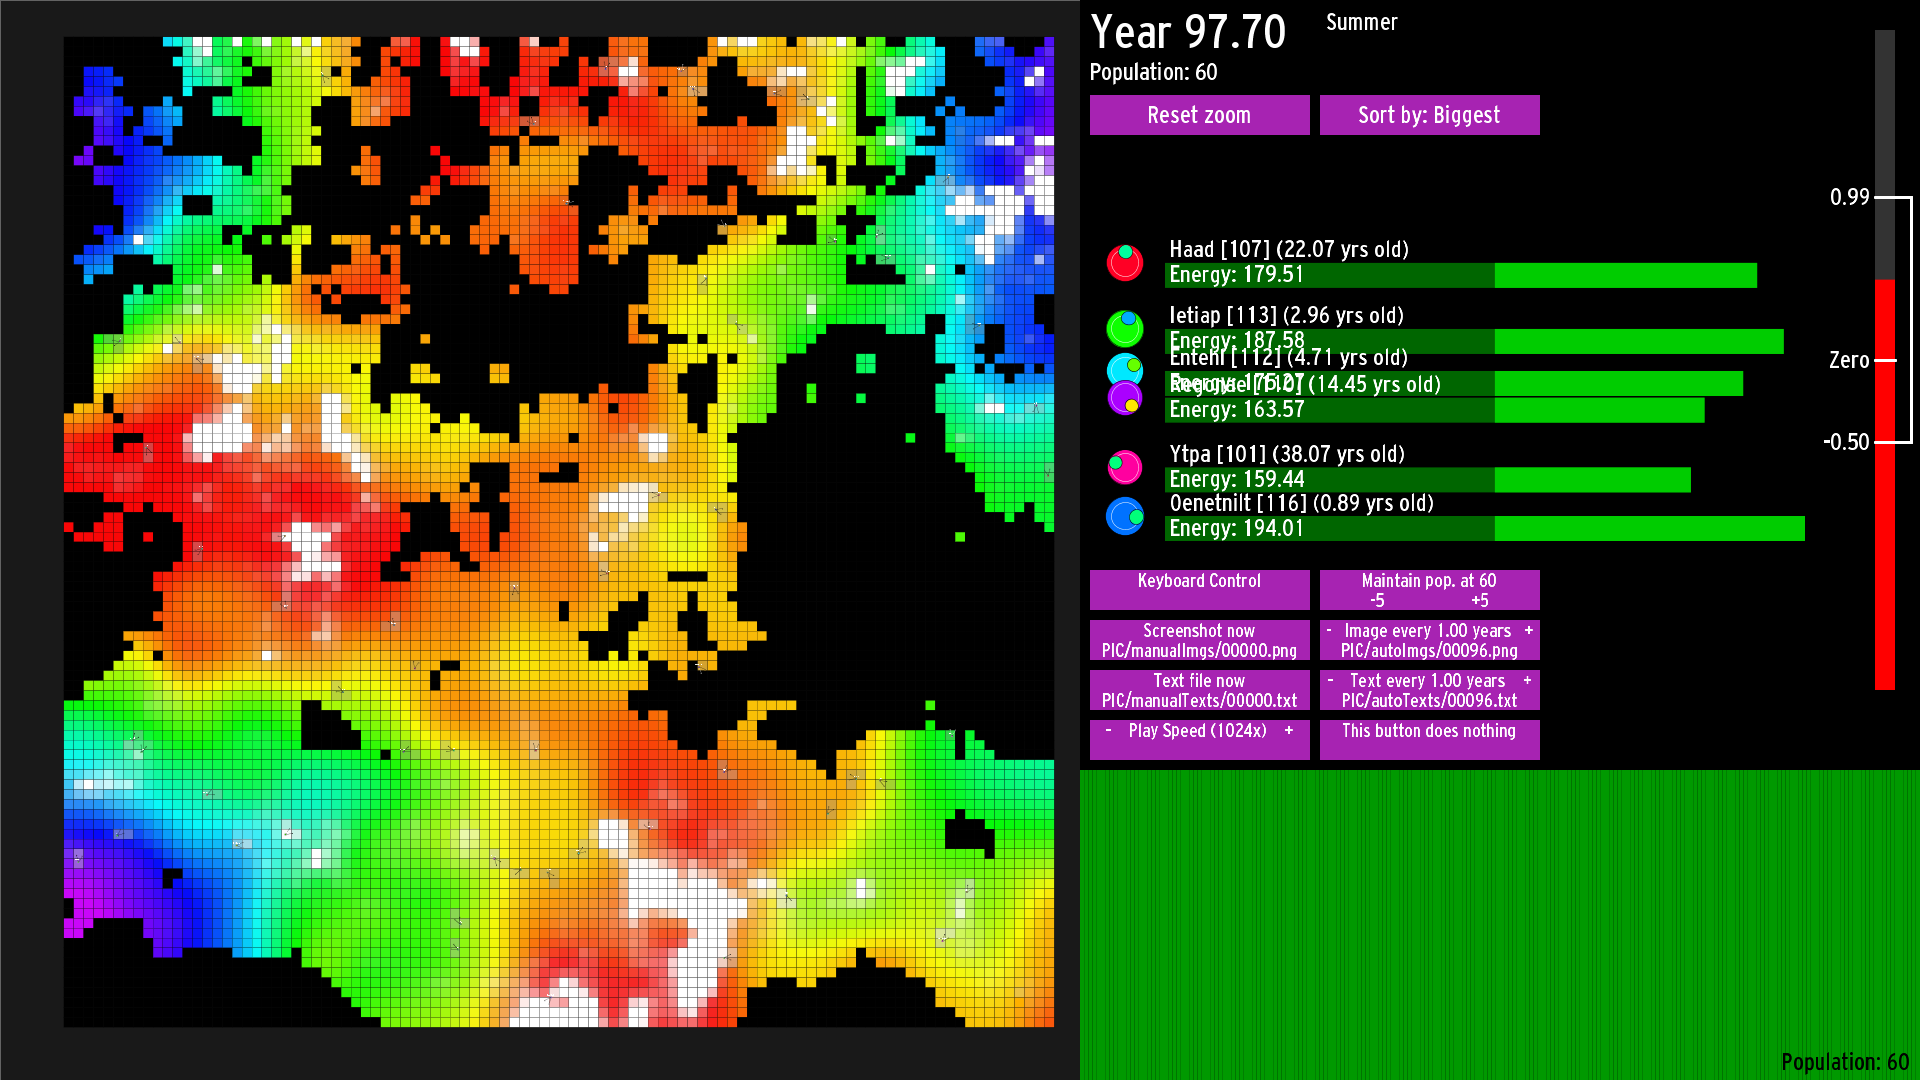 Year 97.70
Summer
Population: 60
Reset zoom
Sort by: Biggest
0.99
Zero
-0.50
Haad [107] (22.07 yrs old)
Energy: 179.51
Ietiap [113] (2.96 yrs old)
Energy: 187.58
Entehl [112] (4.71 yrs old)
[110] (14.45 yrs old)
Energy: 163.57
Ytpa [101] (38.07 yrs old)
Energy: 159.44
Oenetnilt [116] (0.89 yrs old)
Energy: 194.01
Keyboard Control
Maintain pop. at 60
-5 +5
Screenshot now
PIC/manualImgs/00000.png
- Image every 1.00 years +
PIC/autoImgs/00096.png
Text file now
PIC/manualTexts/00000.txt
- Text every 1.00 years +
PIC/autoTexts/00096.txt
- Play Speed (1024x) +
This button does nothing
Population: 60